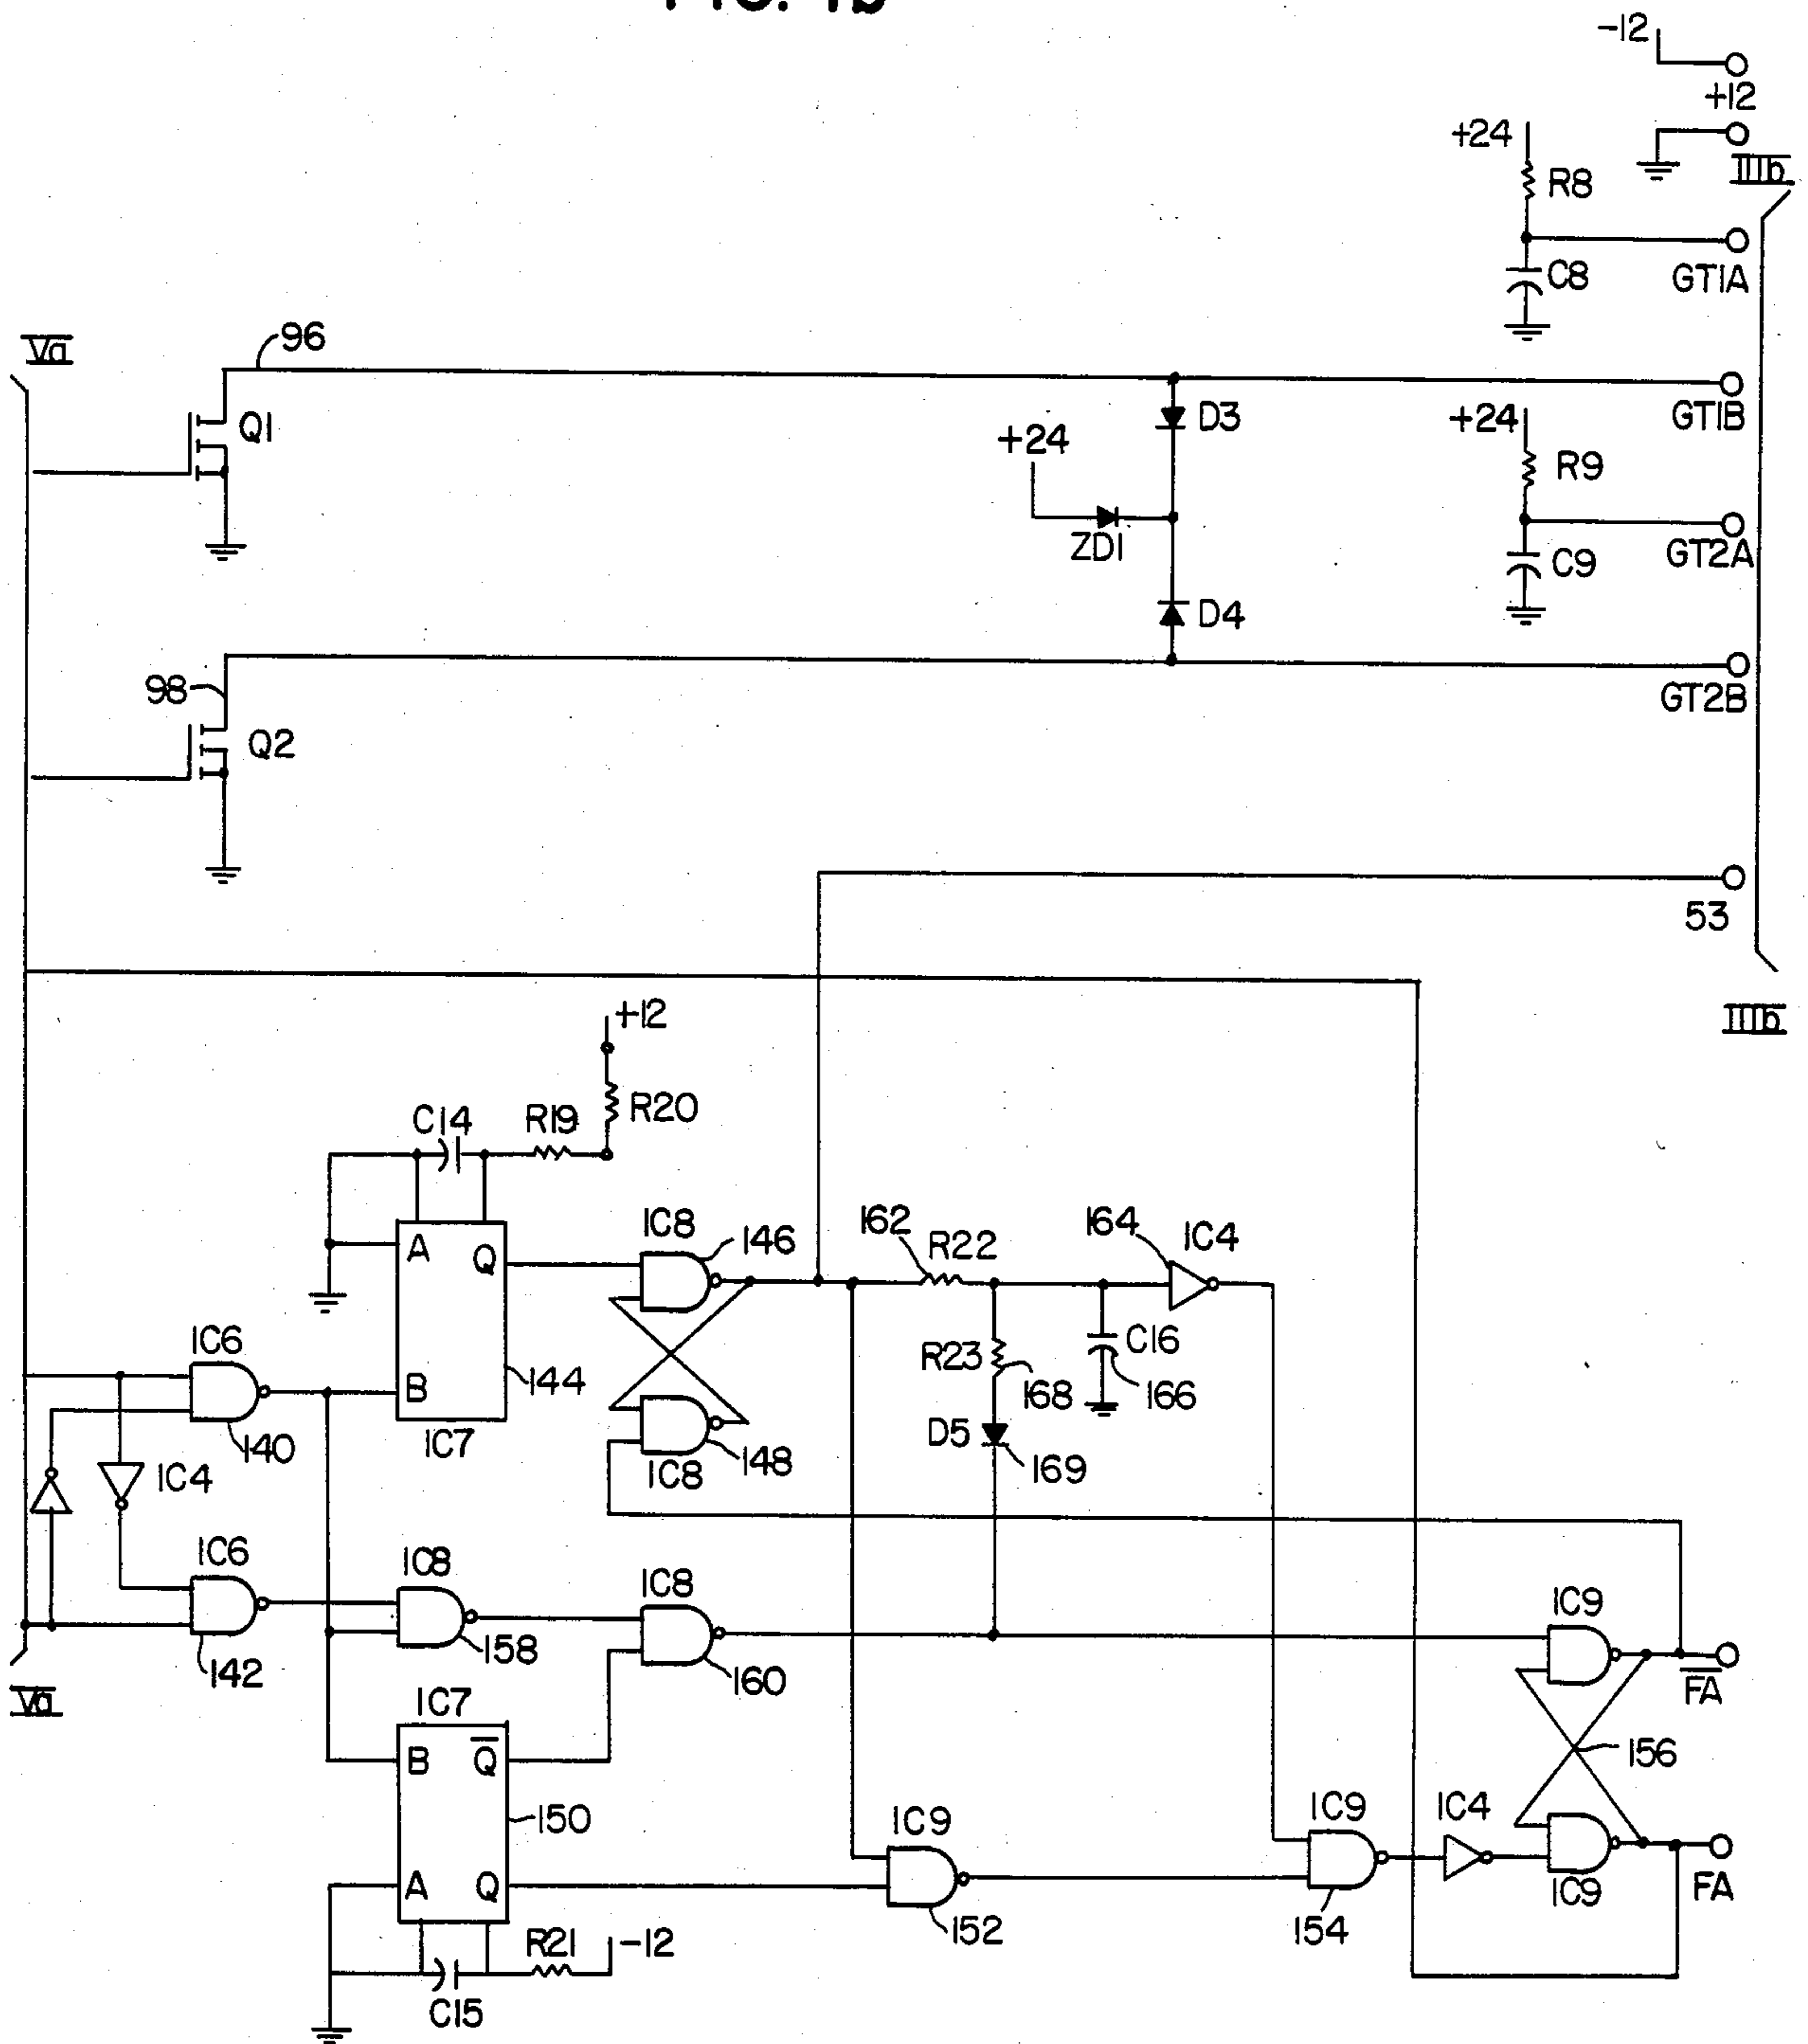 FIG. 4b
-12
+12
+24
IIIb
R8
C8
GT1A
Va
96
Q1
D3
GT1B
+24
+24
R9
ZD1
GT2A
C9
D4
98
GT2B
Q2
53
+12
IIIb
C14
R19
R20
A
Q
IC8
146
162
R22
164
IC4
IC6
R23
C16
168
166
B
144
140
IC7
D5
148
IC4
IC8
169
IC6
IC8
IC8
IC9
158
142
160
Va
FA
IC7
B
Q
156
150
IC9
IC9
IC4
A
Q
IC9
FA
152
154
R21
-12
C15